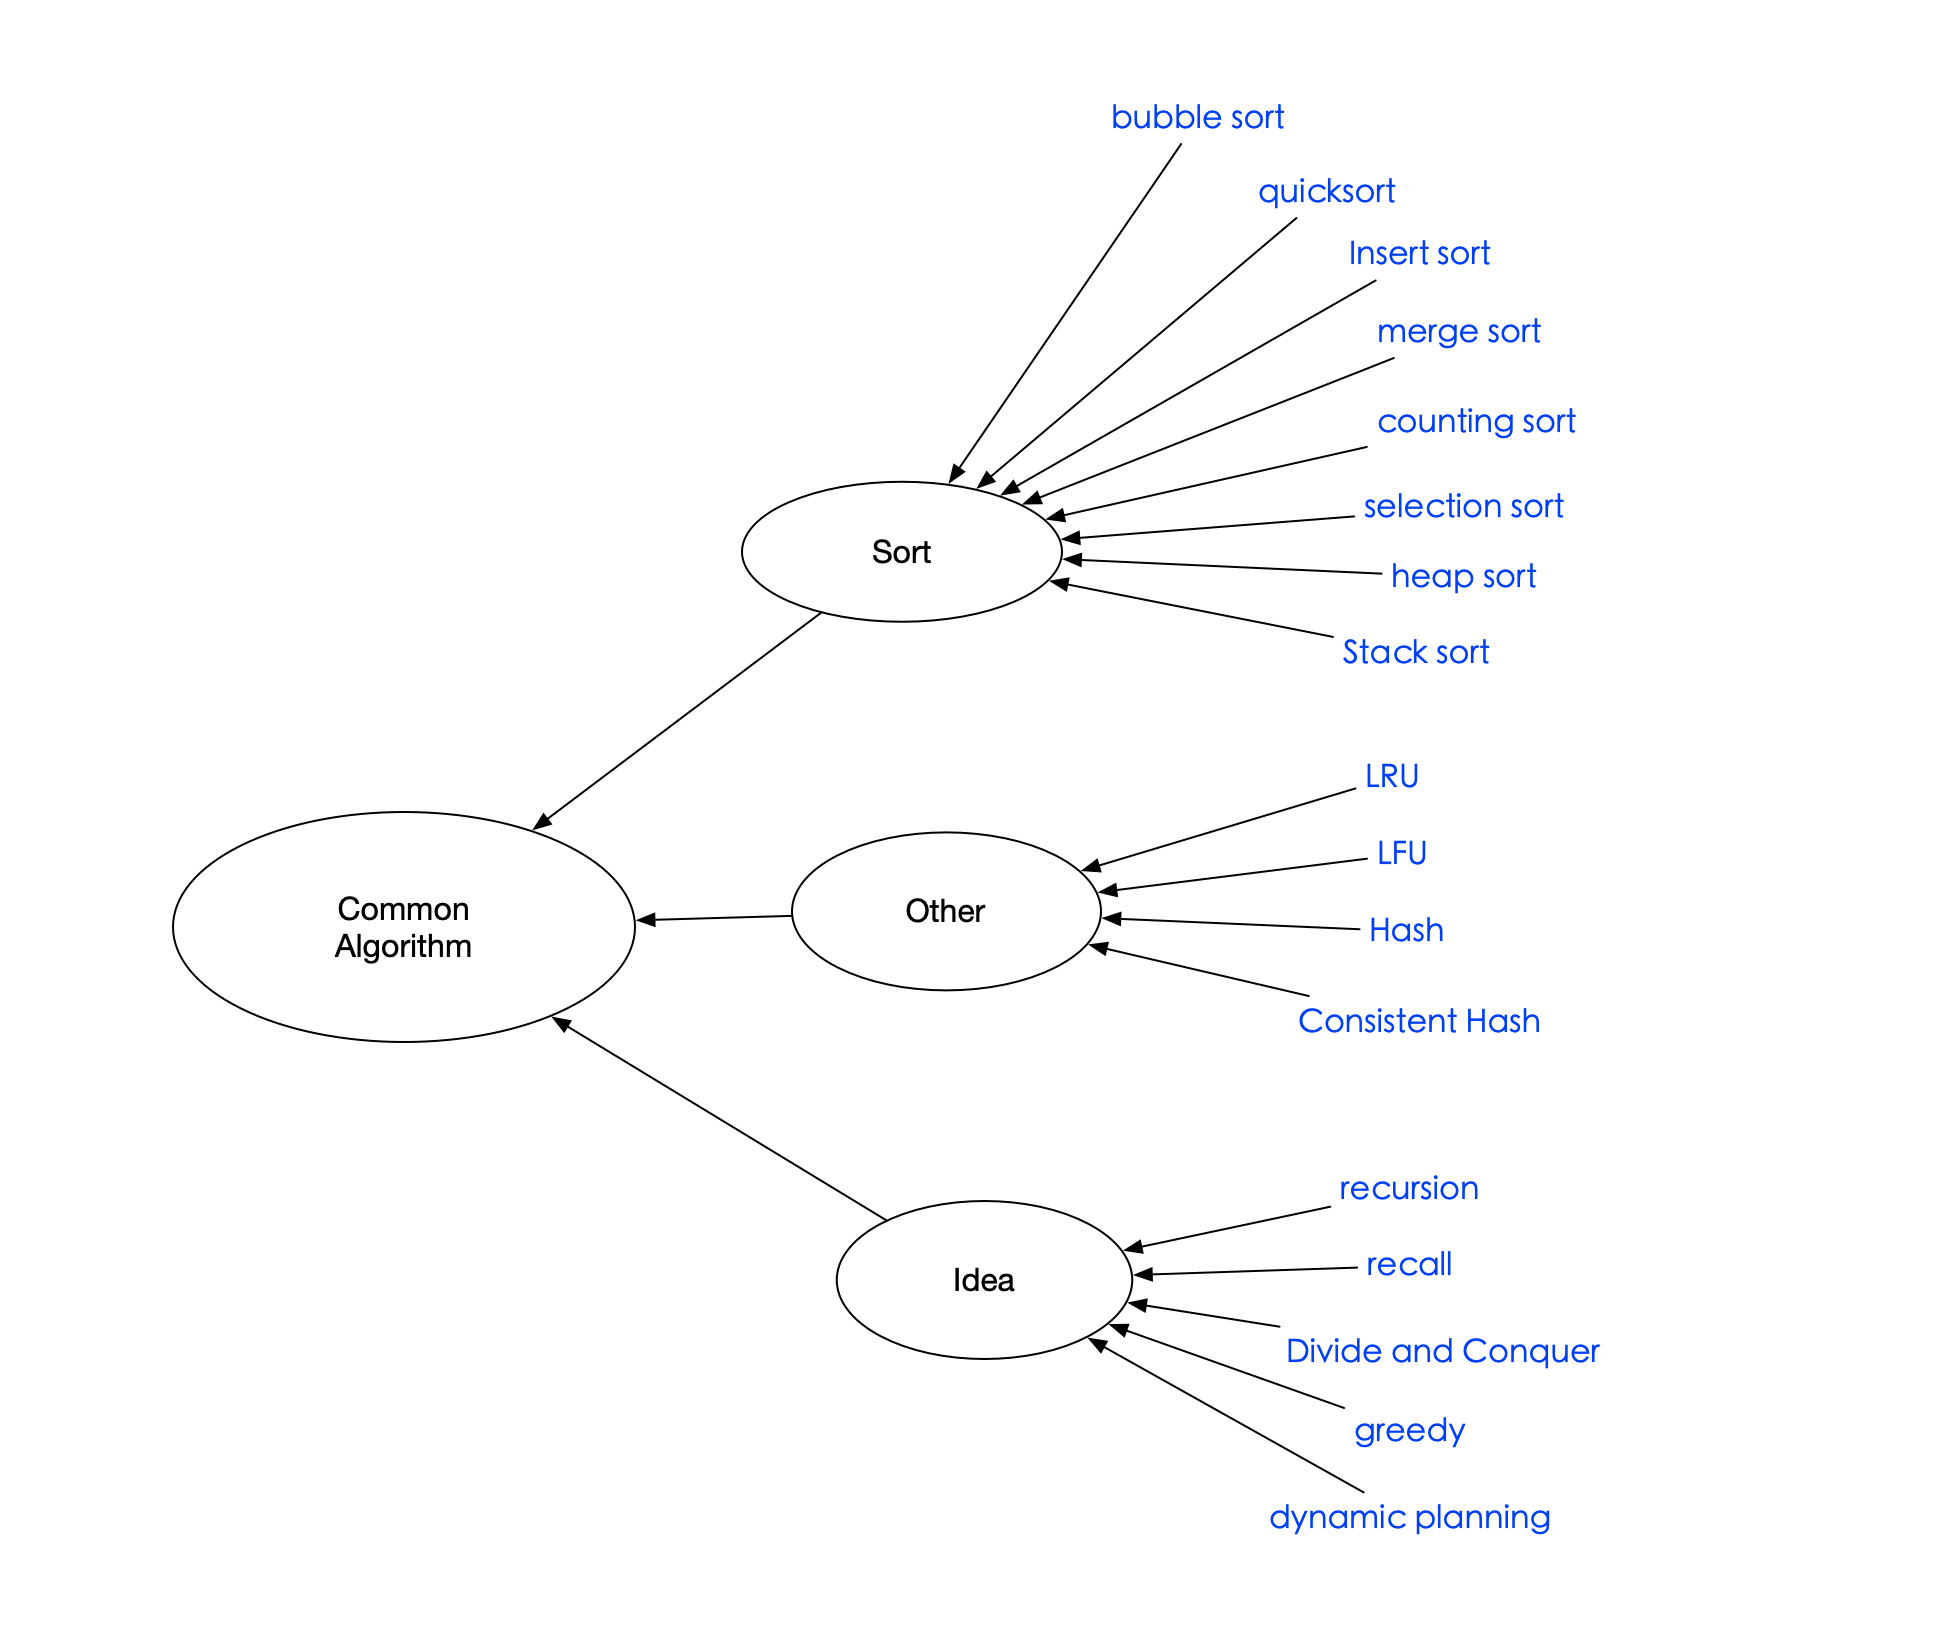 bubble sort
quicksort
Insert sort
merge sort
counting sort
selection sort
heap sort
Stack sort
Sort
LRU
LFU
Hash
Consistent Hash
Other
Common
Algorithm
recursion
recall
Divide and Conquer
greedy
dynamic planning
Idea